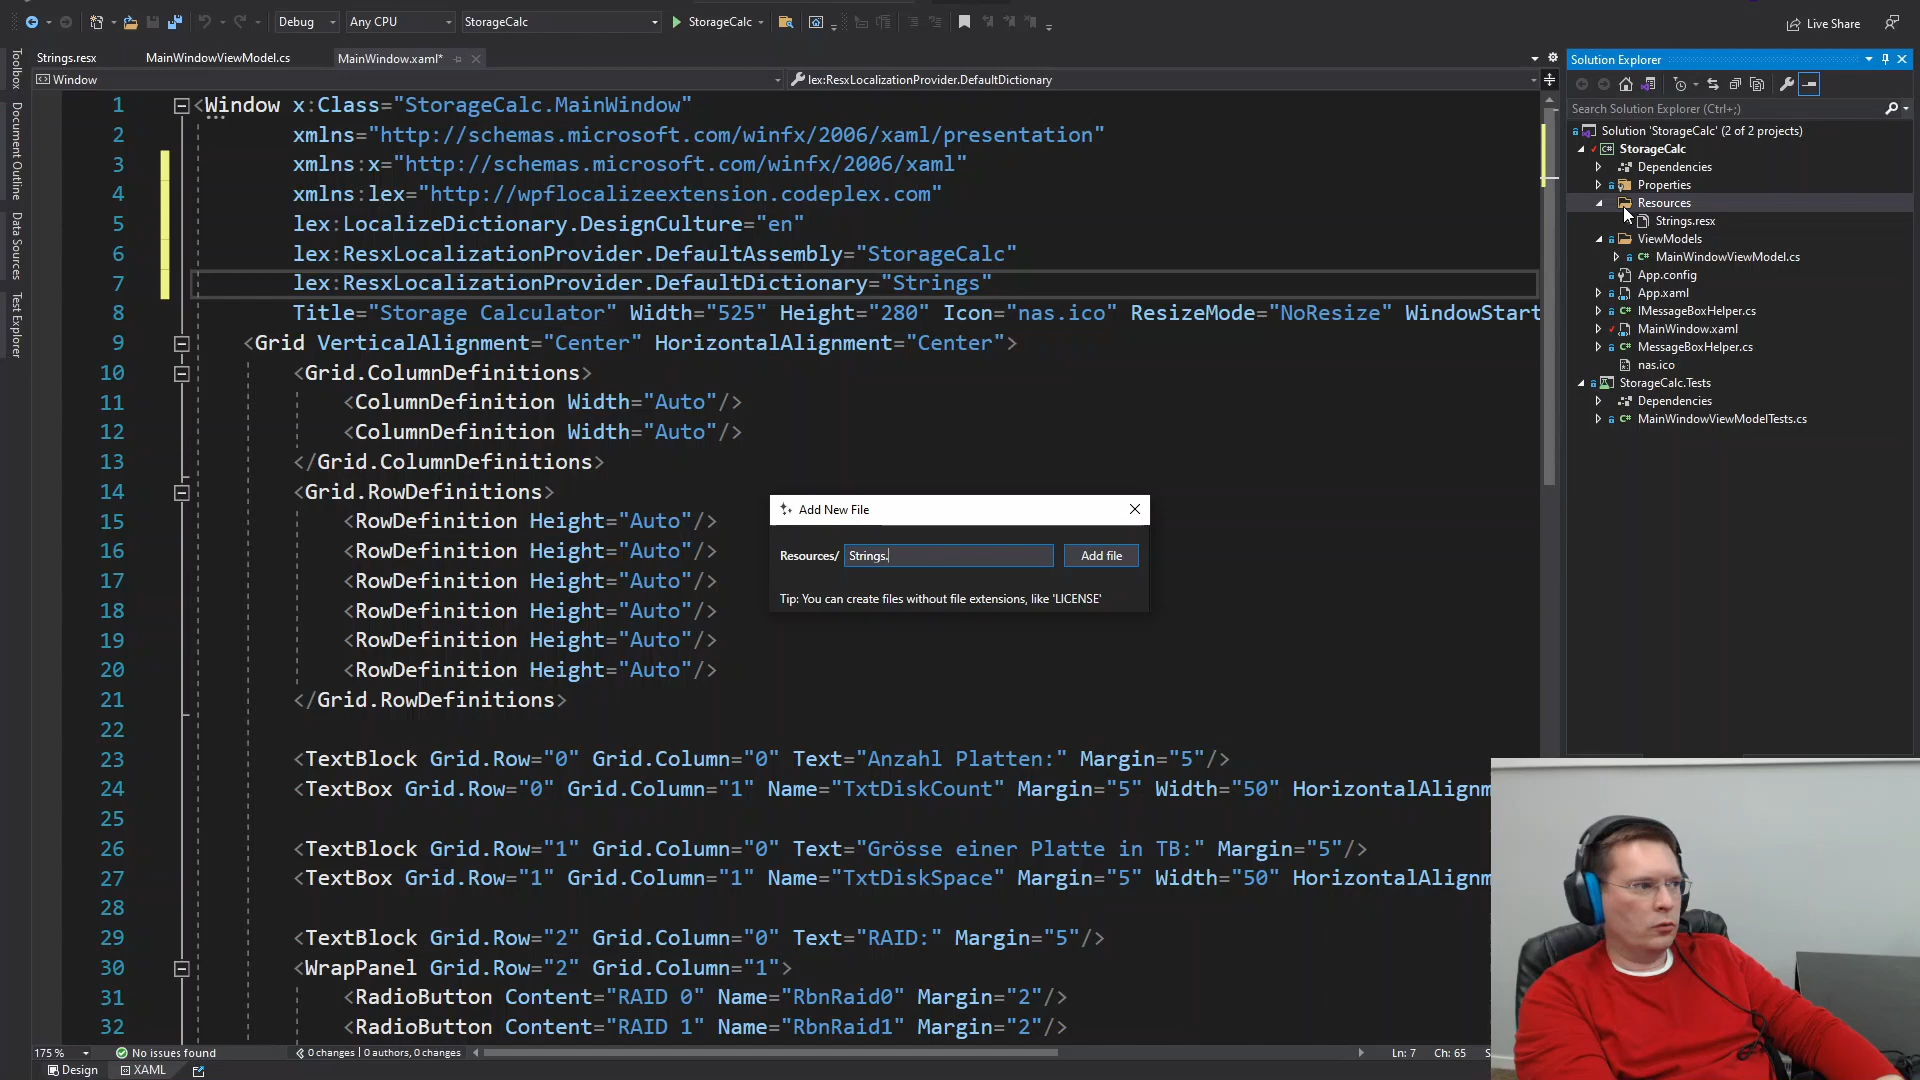 Debug
Any CPU
StorageCalc
StorageCalc
Live Share
Strings.resx
MainWindowViewModel.cs
MainWindow.xaml*
Window
lex:ResxLocalizationProvider.DefaultDictionary
Toolbox
Document Outline
Data Sources
Test Explorer
1 <Window x:Class="StorageCalc.MainWindow"
2 xmlns="http://schemas.microsoft.com/winfx/2006/xaml/presentation"
3 xmlns:x="http://schemas.microsoft.com/winfx/2006/xaml"
4 xmlns:lex="http://wpflocalizeextension.codeplex.com"
5 lex:LocalizeDictionary.DesignCulture="en"
6 lex:ResxLocalizationProvider.DefaultAssembly="StorageCalc"
7 lex:ResxLocalizationProvider.DefaultDictionary="Strings"
8 Title="Storage Calculator" Width="525" Height="280" Icon="nas.ico" ResizeMode="NoResize" WindowStart
9 <Grid VerticalAlignment="Center" HorizontalAlignment="Center">
10 <Grid.ColumnDefinitions>
11 <ColumnDefinition Width="Auto"/>
12 <ColumnDefinition Width="Auto"/>
13 </Grid.ColumnDefinitions>
14 <Grid.RowDefinitions>
15 <RowDefinition Height="Auto"/>
16 <RowDefinition Height="Auto"/>
17 <RowDefinition Height="Auto"/>
18 <RowDefinition Height="Auto"/>
19 <RowDefinition Height="Auto"/>
20 <RowDefinition Height="Auto"/>
21 </Grid.RowDefinitions>
22
23 <TextBlock Grid.Row="0" Grid.Column="0" Text="Anzahl Platten:" Margin="5"/>
24 <TextBox Grid.Row="0" Grid.Column="1" Name="TxtDiskCount" Margin="5" Width="50" HorizontalAlignm
25
26 <TextBlock Grid.Row="1" Grid.Column="0" Text="Grösse einer Platte in TB:" Margin="5"/>
27 <TextBox Grid.Row="1" Grid.Column="1" Name="TxtDiskSpace" Margin="5" Width="50" HorizontalAlignm
28
29 <TextBlock Grid.Row="2" Grid.Column="0" Text="RAID:" Margin="5"/>
30 <WrapPanel Grid.Row="2" Grid.Column="1">
31 <RadioButton Content="RAID 0" Name="RbnRaid0" Margin="2"/>
32 <RadioButton Content="RAID 1" Name="RbnRaid1" Margin="2"/>
Add New File
Resources/ Strings. Add file
Tip: You can create files without file extensions, like 'LICENSE'
175 %
No issues found
0 changes | 0 authors, 0 changes
Ln: 7
Ch: 65
S
Design
XAML
Solution Explorer
Search Solution Explorer (Ctrl+;)
Solution 'StorageCalc' (2 of 2 projects)
C# StorageCalc
Dependencies
Properties
Resources
Strings.resx
ViewModels
C# MainWindowViewModel.cs
App.config
App.xaml
C# IMessageBoxHelper.cs
MainWindow.xaml
C# MessageBoxHelper.cs
nas.ico
StorageCalc.Tests
Dependencies
C# MainWindowViewModelTests.cs